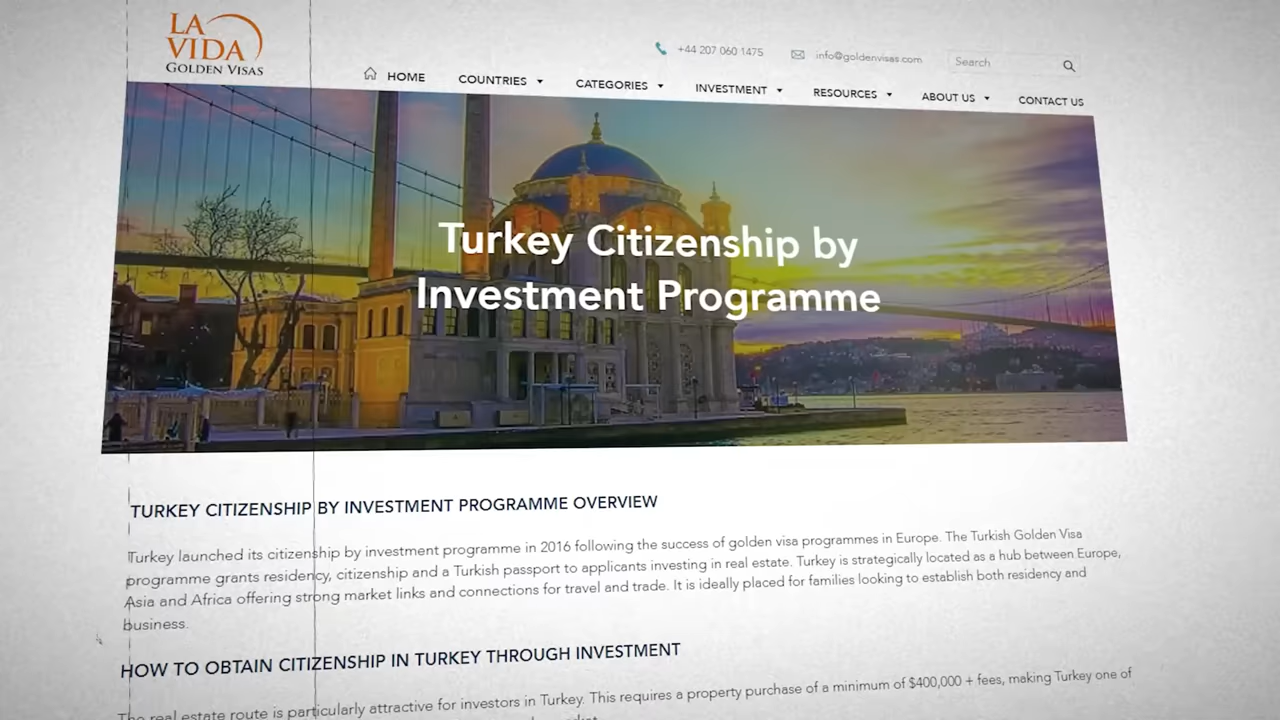 LA
VIDA
GOLDEN VISAS
+44 207 060 1475
info@goldenvisas.com
Search
HOME
COUNTRIES
CATEGORIES
INVESTMENT
RESOURCES
ABOUT US
CONTACT US
Turkey Citizenship by
Investment Programme
TURKEY CITIZENSHIP BY INVESTMENT PROGRAMME OVERVIEW
Turkey launched its citizenship by investment programme in 2016 following the success of golden visa programmes in Europe. The Turkish Golden Visa
programme grants residency, citizenship and a Turkish passport to applicants investing in real estate. Turkey is strategically located as a hub between Europe,
Asia and Africa offering strong market links and connections for travel and trade. It is ideally placed for families looking to establish both residency and
business.
HOW TO OBTAIN CITIZENSHIP IN TURKEY THROUGH INVESTMENT
The real estate route is particularly attractive for investors in Turkey. This requires a property purchase of a minimum of $400,000 + fees, making Turkey one of